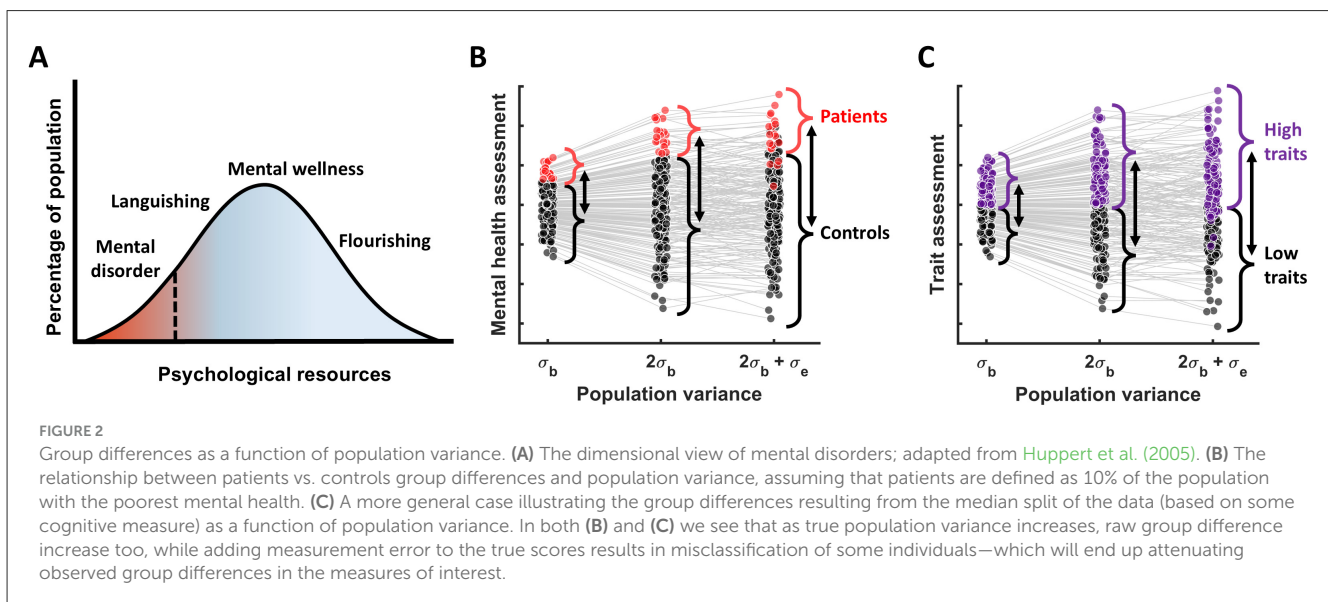 A
Percentage of population
Mental wellness
Languishing
Flourishing
Mental
disorder
Psychological resources
B
Mental health assessment
Patients
Controls
σb
2σb
2σb + σe
Population variance
C
Trait assessment
High
traits
Low
traits
σb
2σb
2σb + σe
Population variance
FIGURE 2
Group differences as a function of population variance. (A) The dimensional view of mental disorders; adapted from Huppert et al. (2005). (B) The
relationship between patients vs. controls group differences and population variance, assuming that patients are defined as 10% of the population
with the poorest mental health. (C) A more general case illustrating the group differences resulting from the median split of the data (based on some
cognitive measure) as a function of population variance. In both (B) and (C) we see that as true population variance increases, raw group difference
increase too, while adding measurement error to the true scores results in misclassification of some individuals—which will end up attenuating
observed group differences in the measures of interest.